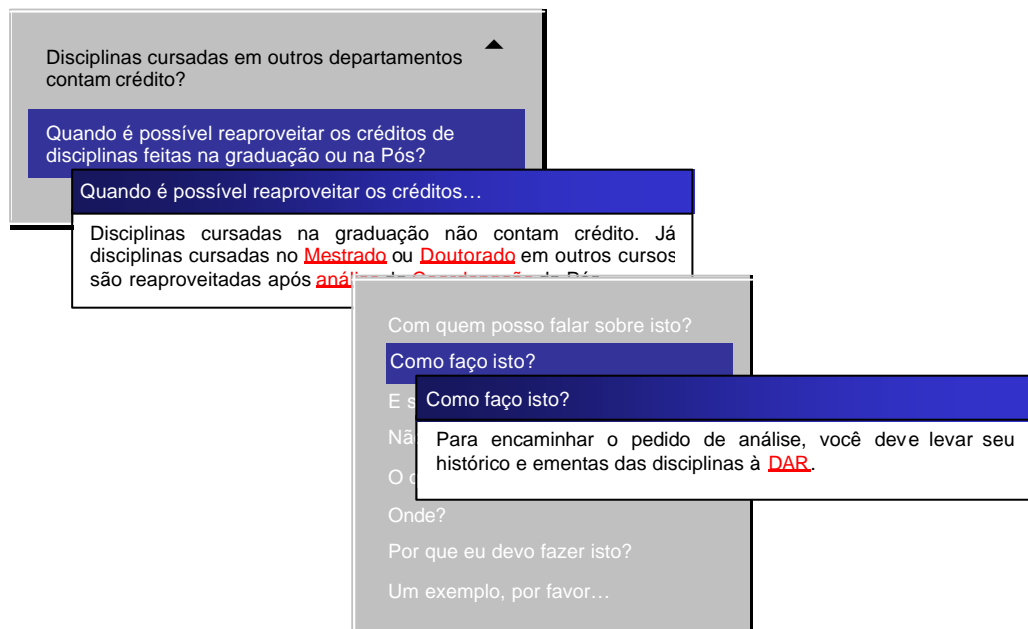 Disciplinas cursadas em outros departamentos
contam crédito?
Quando é possível reaproveitar os créditos de
disciplinas feitas na graduação ou na Pós?
Quando é possível reaproveitar os créditos…
Disciplinas cursadas na graduação não contam crédito. Já
disciplinas cursadas no Mestrado ou Doutorado em outros cursos
são reaproveitadas após
Com quem posso falar sobre isto?
Como faço isto?
E
Como faço isto?
Para encaminhar o pedido de análise, você deve levar seu
histórico e ementas das disciplinas à DAR.
O
Onde?
Por que eu devo fazer isto?
Um exemplo, por favor…